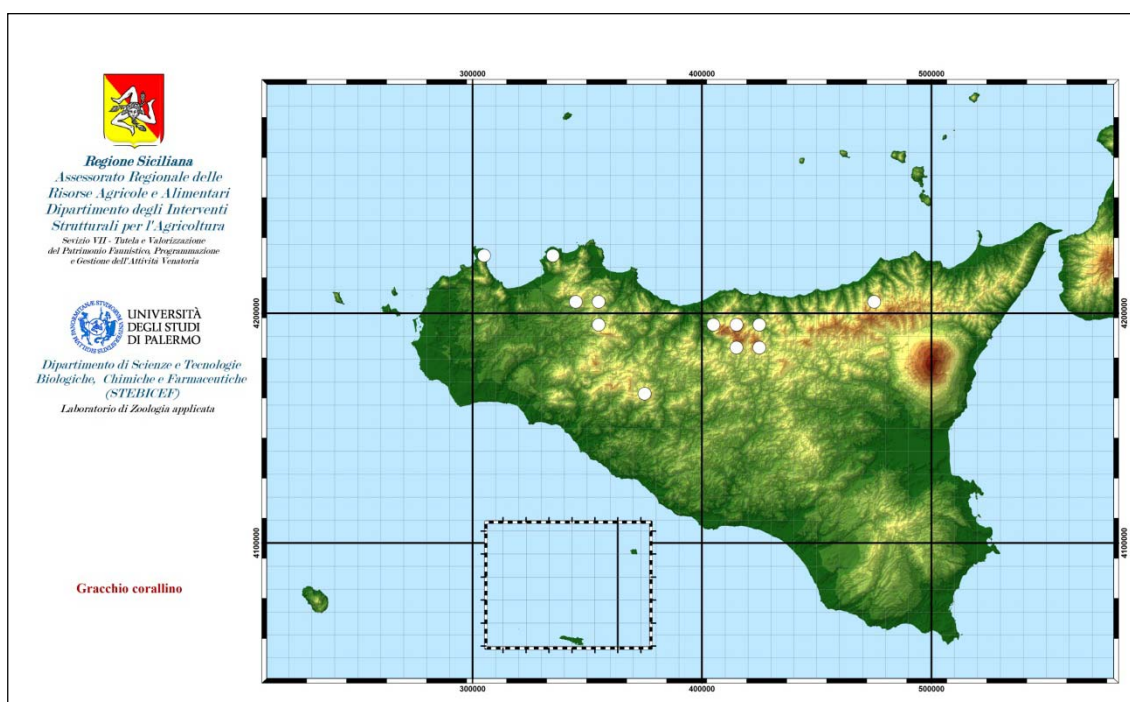 Regione Siciliana
Assessorato Regionale delle
Risorse Agricole e Alimentari
Dipartimento degli Interventi
Strutturali per l'Agricoltura
Sevizio VII - Tutela e Valorizzazione
del Patrimonio Faunistico, Programmazione
e Gestione dell'Attività Venatoria
UNIVERSITÀ
DEGLI STUDI
DI PALERMO
Dipartimento di Scienze e Tecnologie
Biologiche, Chimiche e Farmaceutiche
(STEBICEF)
Laboratorio di Zoologia applicata
Gracchio corallino
300000 400000 500000
4200000 4200000
4100000 4100000
300000 400000 500000